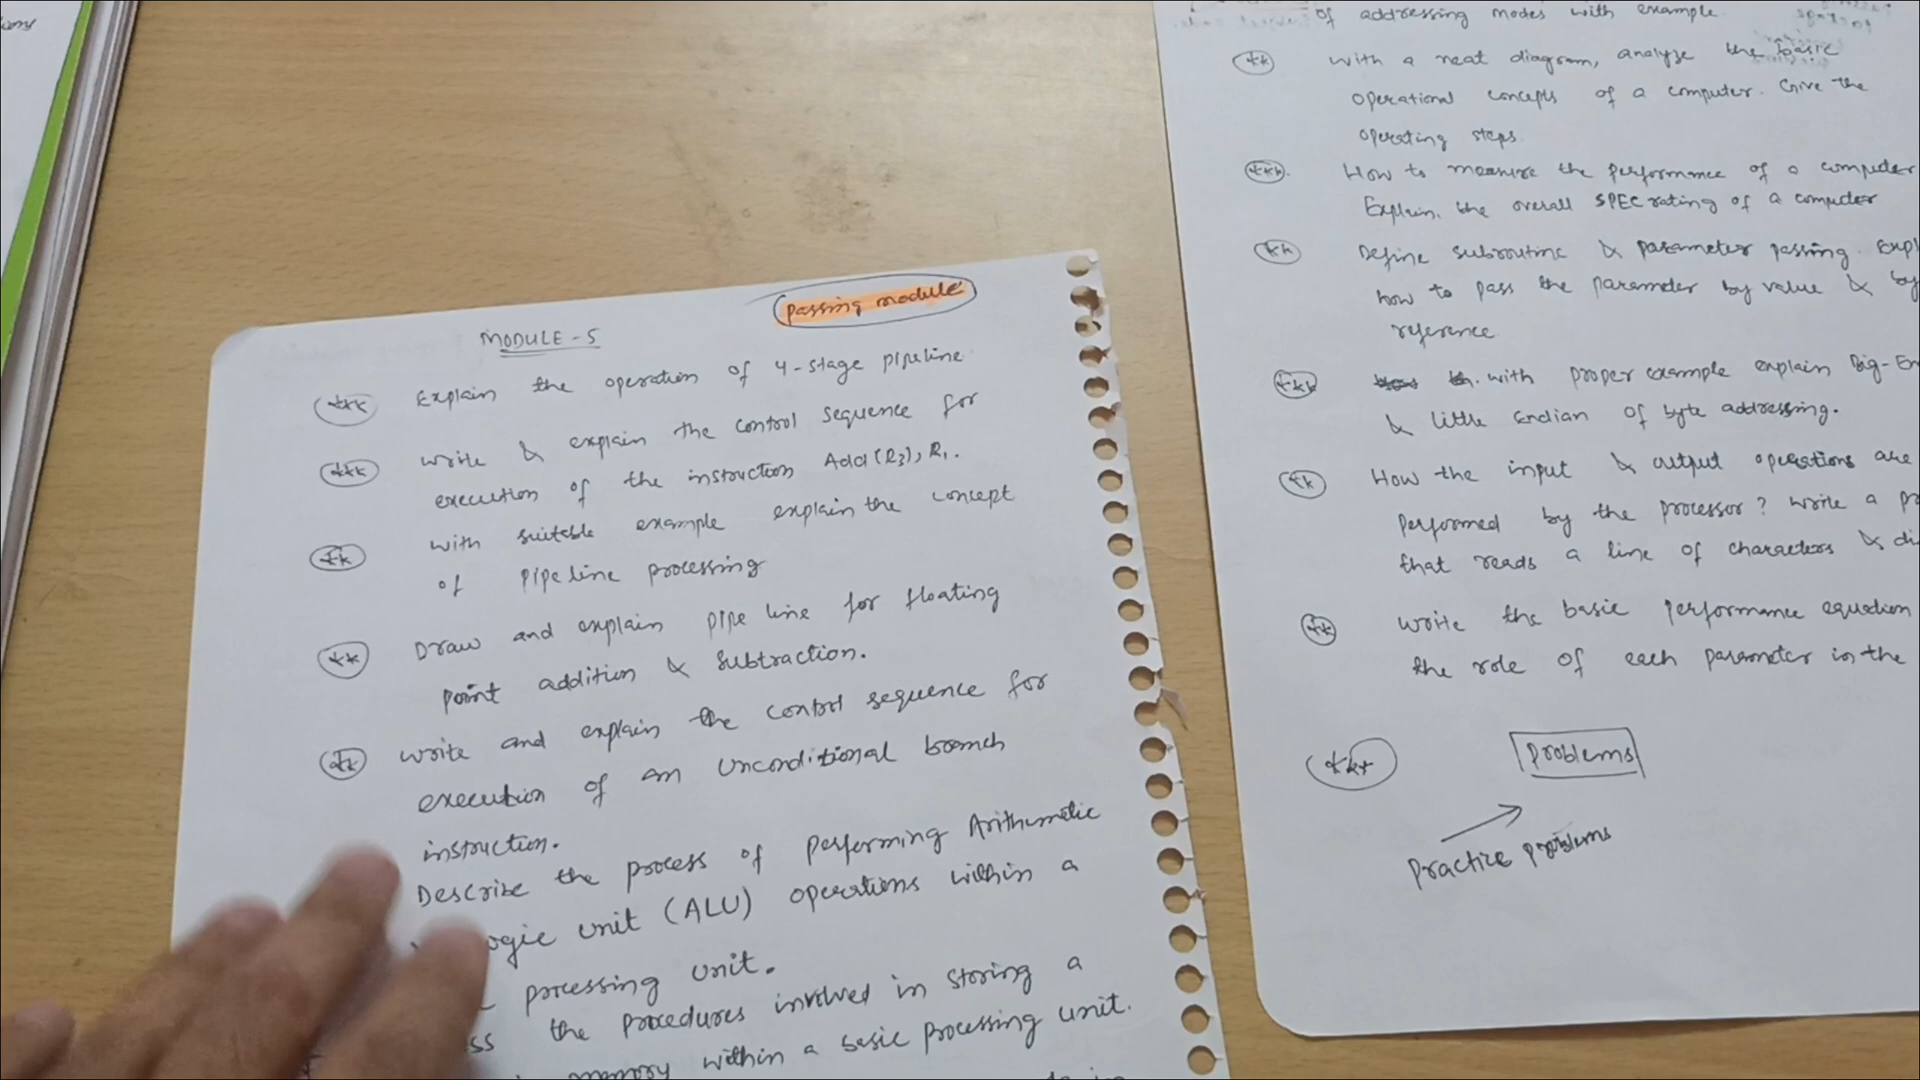 passing module
MODULE - 5
*** Explain the operation of 4-stage pipeline
*** write & explain the control sequence for
execution of the instruction Add (R3), R1.
** with suitable example explain the concept
of pipeline processing
** Draw and explain pipe line for floating
point addition & subtraction.
** write and explain the control sequence for
execution of an unconditional branch
instruction.
Describe the process of performing Arithmetic
ogic unit (ALU) operations within a
processing unit.
ss the procedures involved in storing a
memory within a basic processing unit.
of addressing modes with example
** with a neat diagram, analyze the basic
operational concepts of a computer. Give the
operating steps.
***. How to measure the performance of a computer
Explain. the overall SPEC rating of a computer
** Define subroutine & parameter passing. Expl
how to pass the parameter by value & by
reference
*** with proper example explain Big-En
& little Endian of byte addressing.
** How the input & output operations are
performed by the processor? write a p
that reads a line of characters & di
** write the basic performance equation
the role of each parameter in the
*** Problems
Practice problems